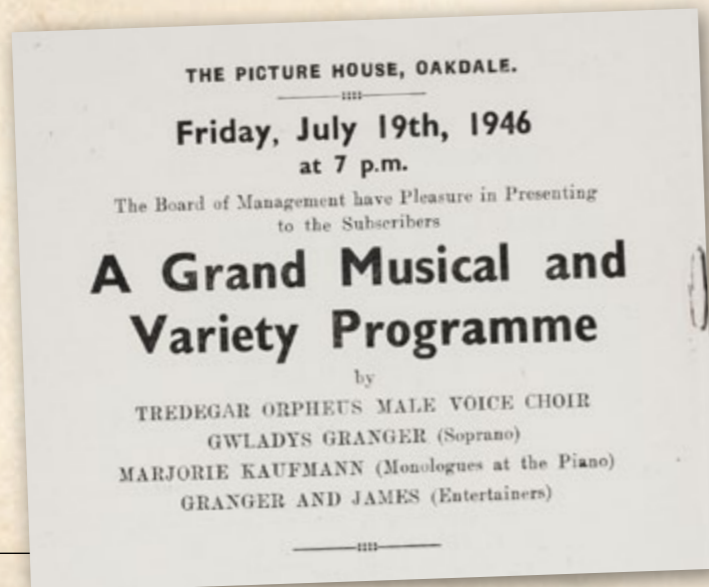 THE PICTURE HOUSE, OAKDALE.
Friday, July 19th, 1946
at 7 p.m.
The Board of Management have Pleasure in Presenting
to the Subscribers
A Grand Musical and
Variety Programme
by
TREDEGAR ORPHEUS MALE VOICE CHOIR
GWLADYS GRANGER (Soprano)
MARJORIE KAUFMANN (Monologues at the Piano)
GRANGER AND JAMES (Entertainers)